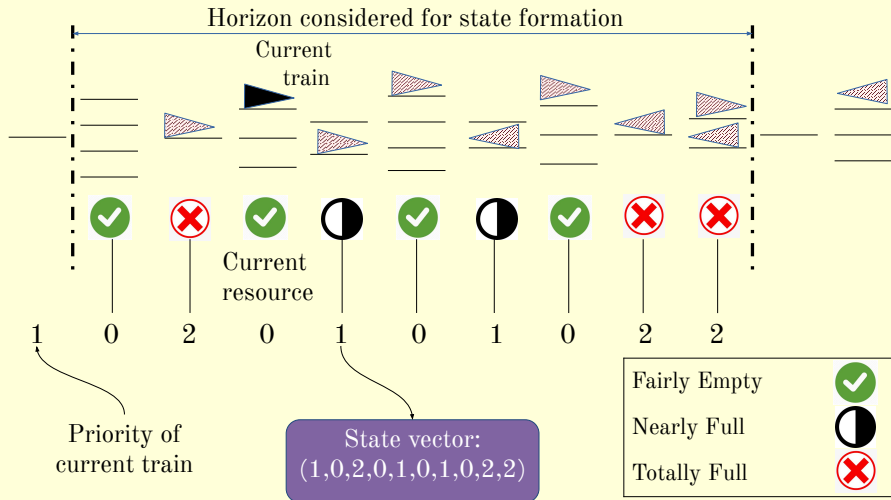 Horizon considered for state formation
Current
train
Current
resource
1 0 2 0 1 0 1 0 2 2
Priority of
current train
State vector:
(1,0,2,0,1,0,1,0,2,2)
Fairly Empty
Nearly Full
Totally Full